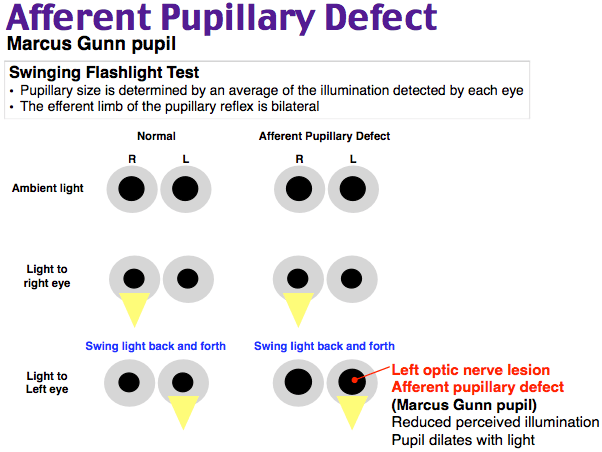 Afferent Pupillary Defect
Marcus Gunn pupil
Swinging Flashlight Test
• Pupillary size is determined by an average of the illumination detected by each eye
• The efferent limb of the pupillary reflex is bilateral
Normal Afferent Pupillary Defect
R L R L
Ambient light
Light to
right eye
Swing light back and forth Swing light back and forth
Light to
Left eye
Left optic nerve lesion
Afferent pupillary defect
(Marcus Gunn pupil)
Reduced perceived illumination
Pupil dilates with light